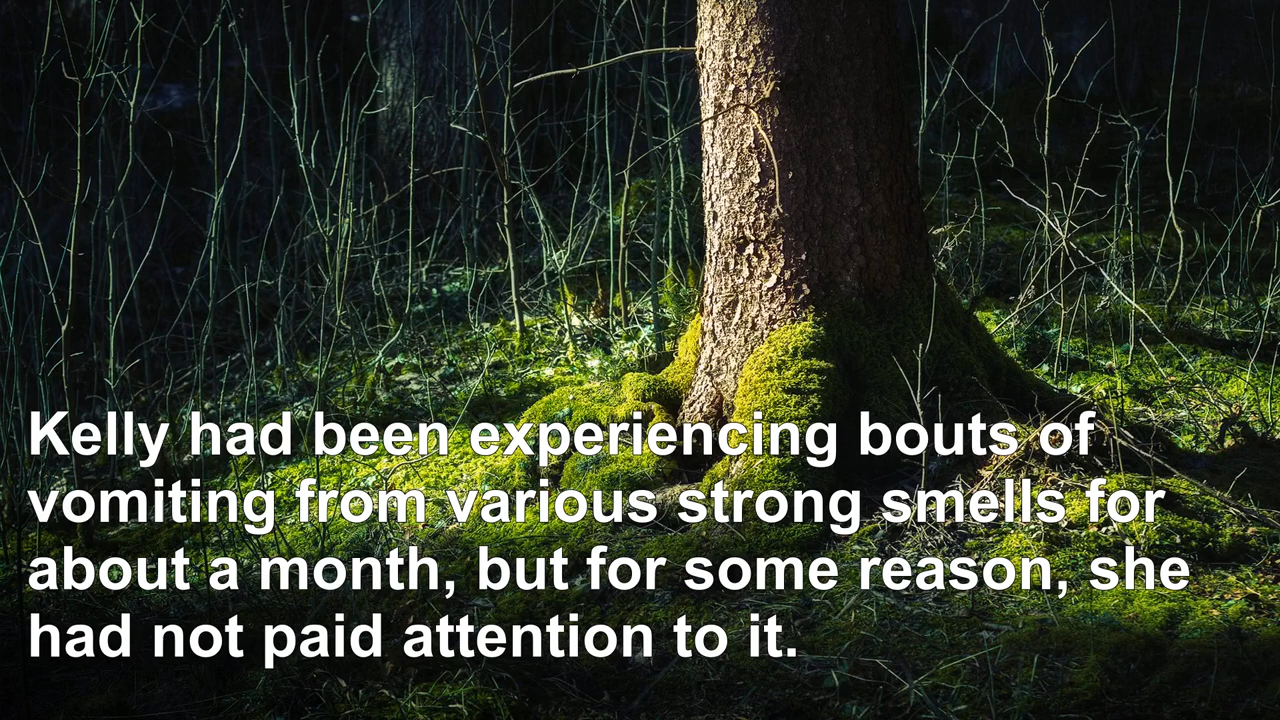 Kelly had been experiencing bouts of
vomiting from various strong smells for
about a month, but for some reason, she
had not paid attention to it.